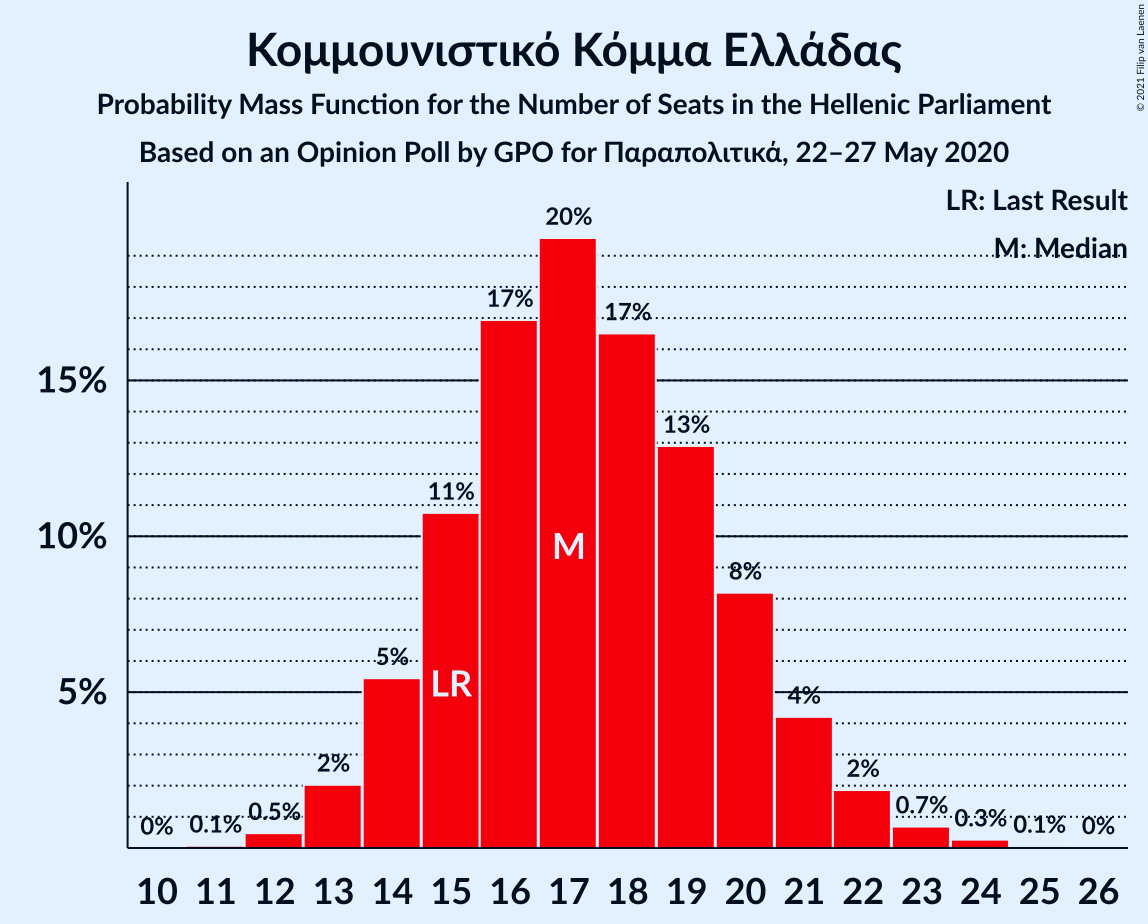 Κομμουνιστικό Κόμμα Ελλάδας
Probability Mass Function for the Number of Seats in the Hellenic Parliament
Based on an Opinion Poll by GPO for Παραπολιτικά, 22–27 May 2020
© 2021 Filip van Laenen
LR: Last Result
M: Median
20%
17%
17%
15%
13%
11%
10%
M
8%
5%
LR
5%
4%
2%
2%
0%
0.1%
0.5%
0.7%
0.3%
0.1%
0%
10 11 12 13 14 15 16 17 18 19 20 21 22 23 24 25 26